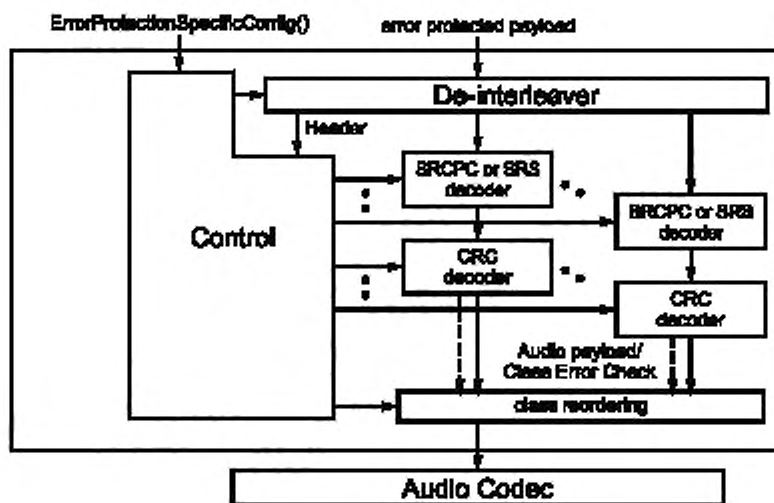 ErrorProtectionSpecificConfig()
error protected payload
De-interleaver
Header
SRCPC or SRS
decoder
SRCPC or SRS
decoder
Control
CRC
decoder
CRC
decoder
Audio payload/
Class Error Check
class reordering
Audio Codec